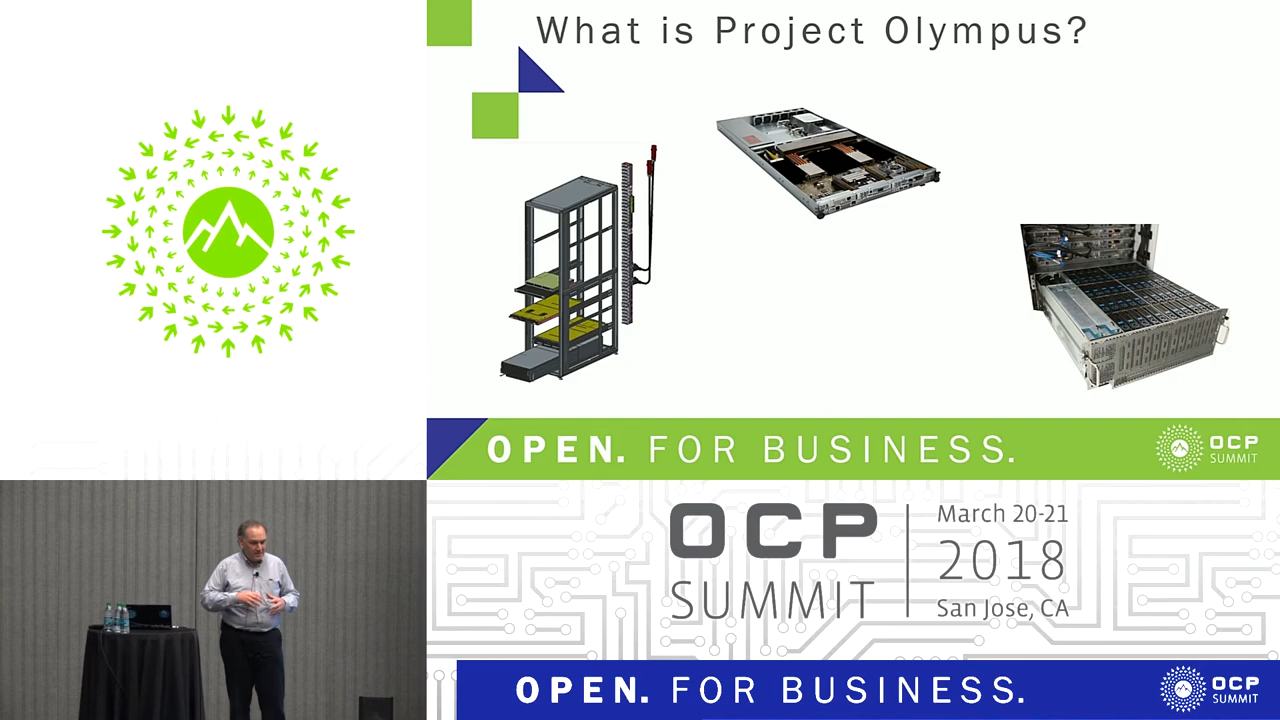 What is Project Olympus?
OPEN. FOR BUSINESS.
OCP
SUMMIT
OCP
SUMMIT
March 20-21
2018
San Jose, CA
OPEN. FOR BUSINESS.
OCP
SUMMIT